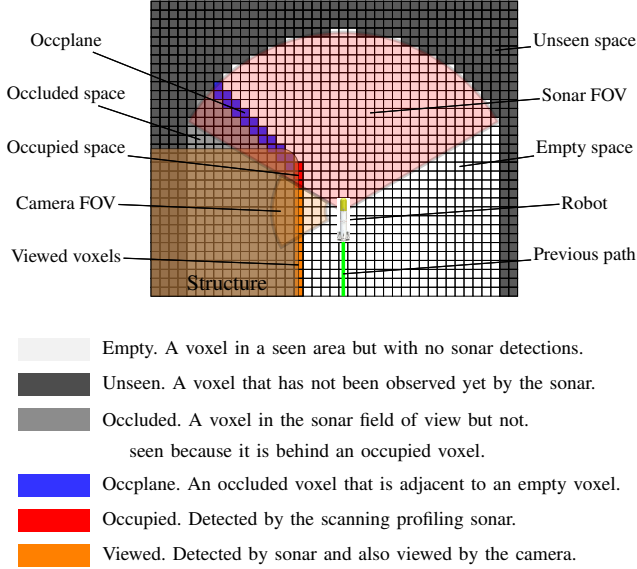 Occplane
Unseen space
Occluded space
Sonar FOV
Occupied space
Empty space
Camera FOV
Robot
Viewed voxels
Previous path
Structure
Empty. A voxel in a seen area but with no sonar detections.
Unseen. A voxel that has not been observed yet by the sonar.
Occluded. A voxel in the sonar field of view but not.
seen because it is behind an occupied voxel.
Occplane. An occluded voxel that is adjacent to an empty voxel.
Occupied. Detected by the scanning profiling sonar.
Viewed. Detected by sonar and also viewed by the camera.